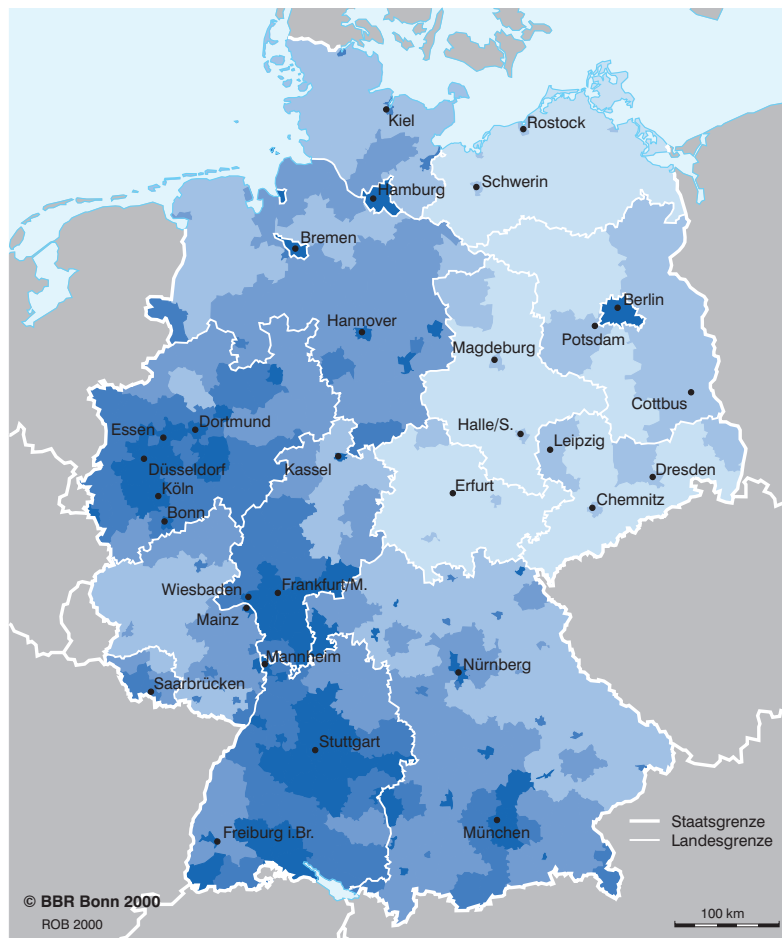 Kiel
Rostock
Hamburg
Schwerin
Bremen
Berlin
Hannover
Potsdam
Magdeburg
Cottbus
Dortmund
Essen
Halle/S.
Leipzig
Kassel
Düsseldorf
Dresden
Köln
Erfurt
Chemnitz
Bonn
Wiesbaden
Frankfurt/M.
Mainz
Mannheim
Nürnberg
Saarbrücken
Stuttgart
Staatsgrenze
München
Freiburg i.Br.
Landesgrenze
© BBR Bonn 2000
ROB 2000
100 km